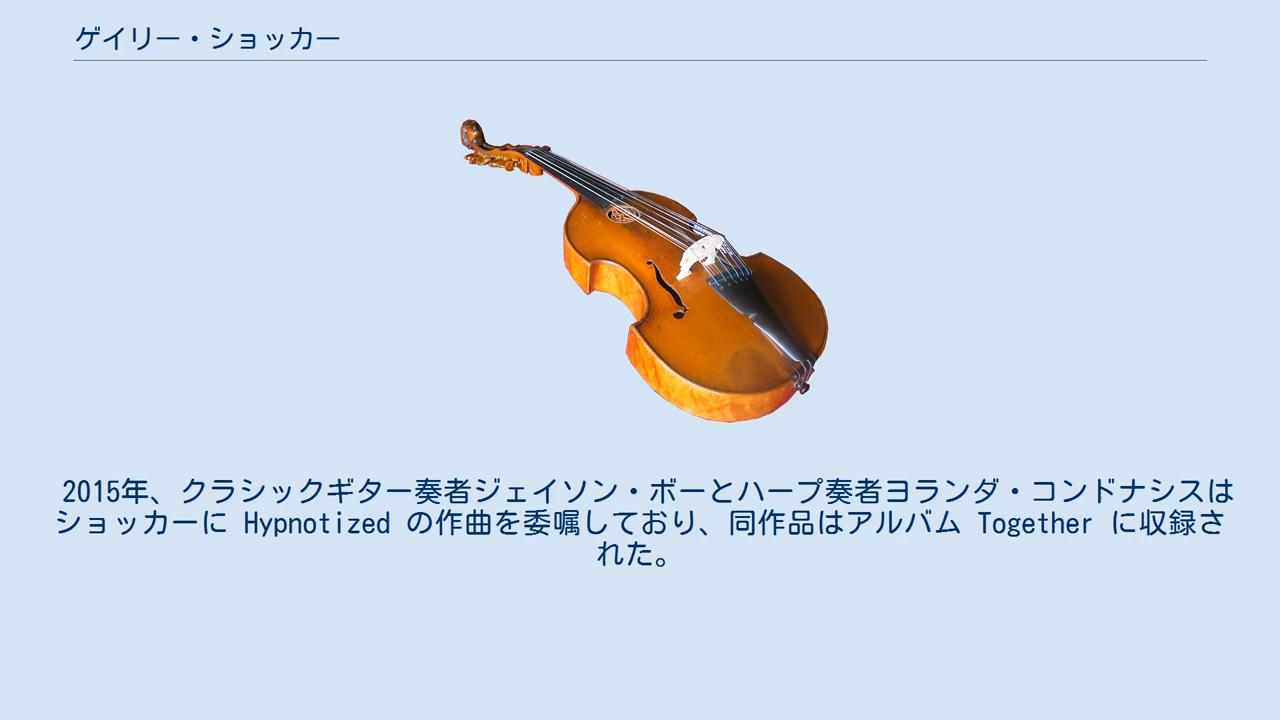 ゲイリー・ショッカー
2015年、クラシックギター奏者ジェイソン・ボーとハープ奏者ヨランダ・コンドナシスは
ショッカーに Hypnotized の作曲を委嘱しており、同作品はアルバム Together に収録さ
れた。